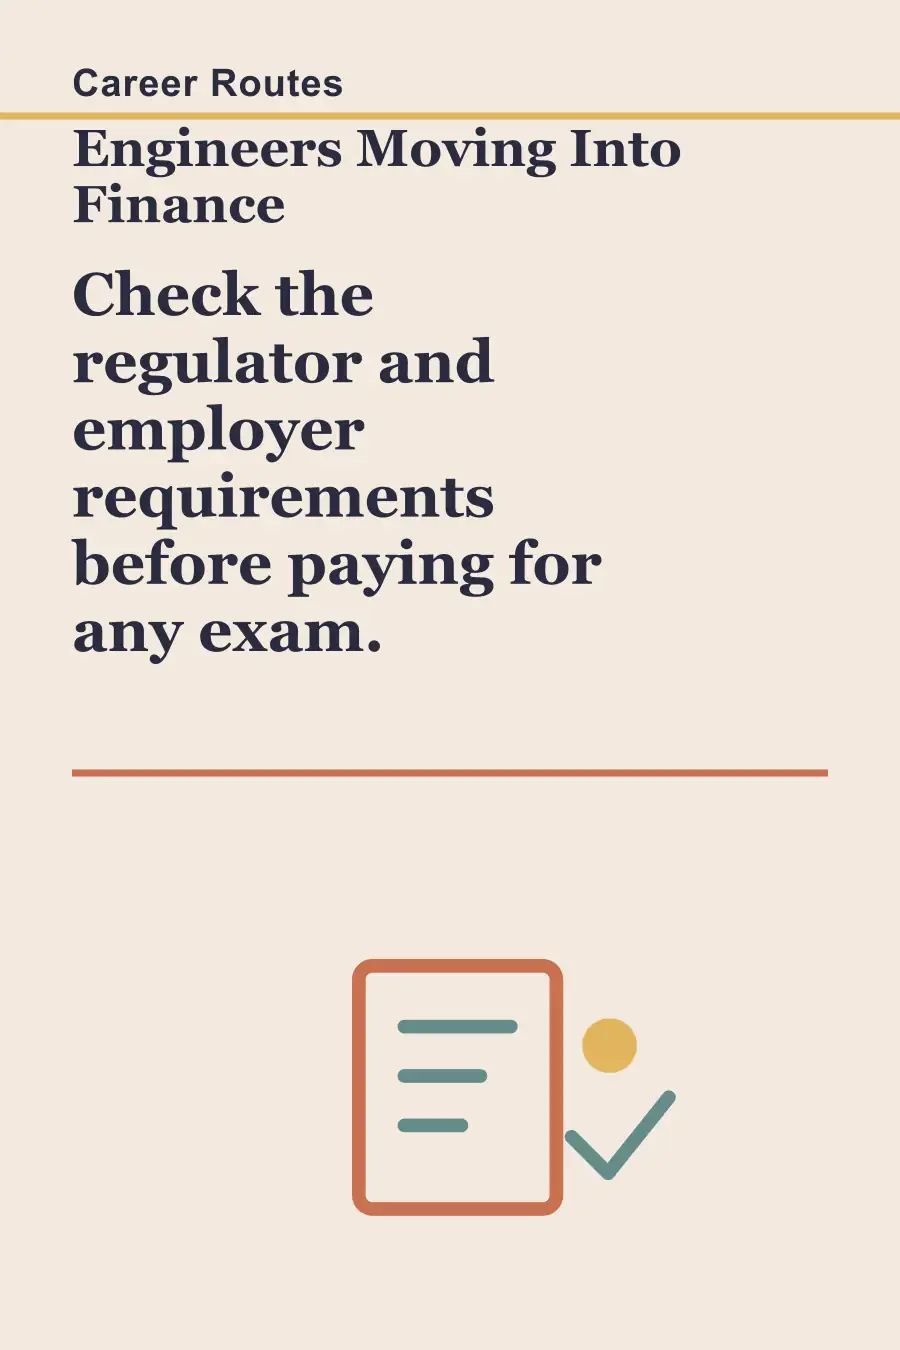 Career Routes
Engineers Moving Into
Finance
Check the
regulator and
employer
requirements
before paying for
any exam.